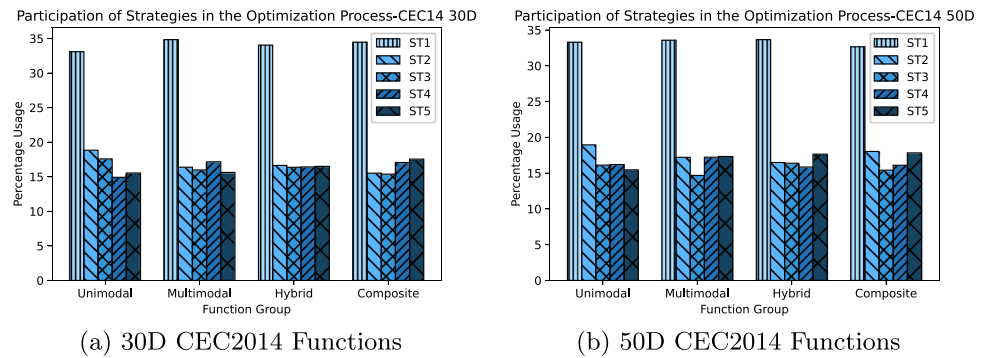 Participation of Strategies in the Optimization Process-CEC14 30D
Percentage Usage
35
30
25
20
15
10
5
0
ST1
ST2
ST3
ST4
ST5
Unimodal Multimodal Hybrid Composite
Function Group
(a) 30D CEC2014 Functions
Participation of Strategies in the Optimization Process-CEC14 50D
Percentage Usage
35
30
25
20
15
10
5
0
ST1
ST2
ST3
ST4
ST5
Unimodal Multimodal Hybrid Composite
Function Group
(b) 50D CEC2014 Functions